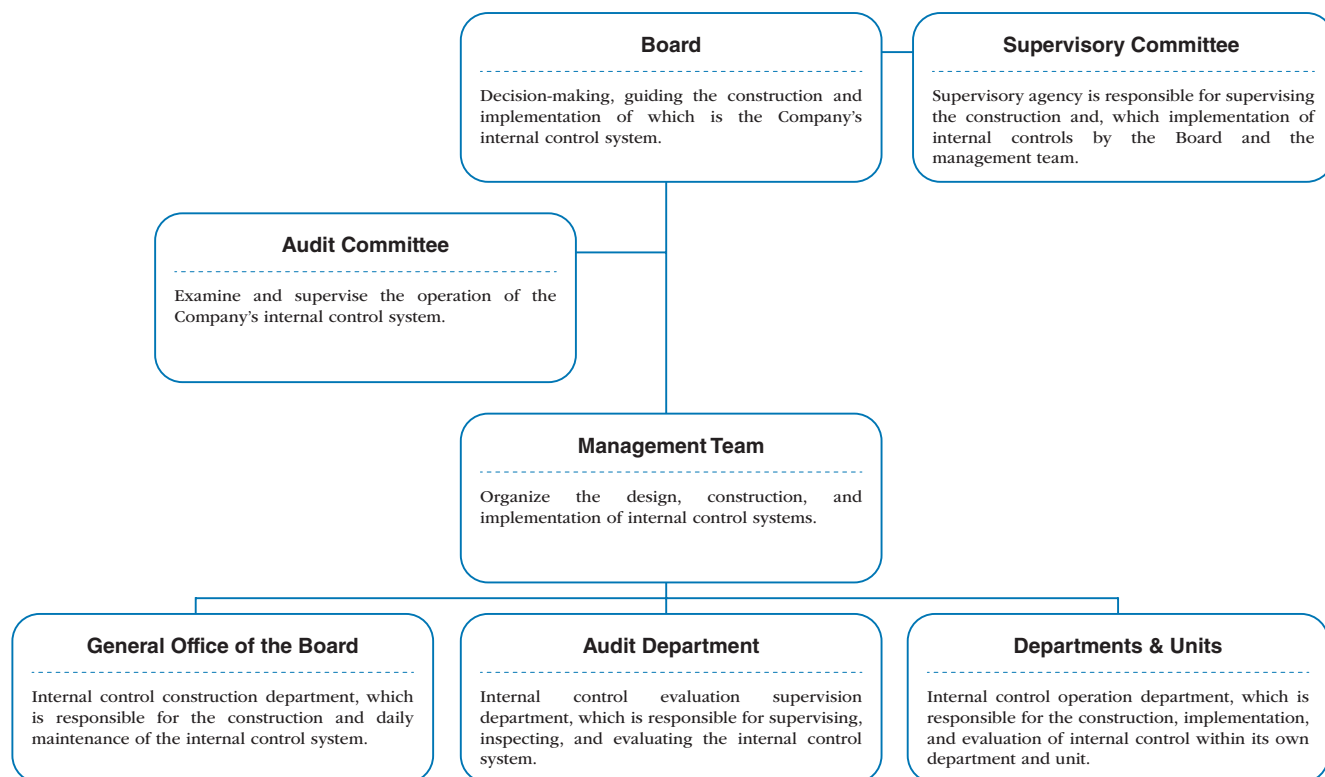 Board
Decision-making, guiding the construction and
implementation of which is the Company's
internal control system.
Supervisory Committee
Supervisory agency is responsible for supervising
the construction and, which implementation of
internal controls by the Board and the
management team.
Audit Committee
Examine and supervise the operation of the
Company's internal control system.
Management Team
Organize the design, construction, and
implementation of internal control systems.
General Office of the Board
Internal control construction department, which
is responsible for the construction and daily
maintenance of the internal control system.
Audit Department
Internal control evaluation supervision
department, which is responsible for supervising,
inspecting, and evaluating the internal control
system.
Departments & Units
Internal control operation department, which is
responsible for the construction, implementation,
and evaluation of internal control within its own
department and unit.